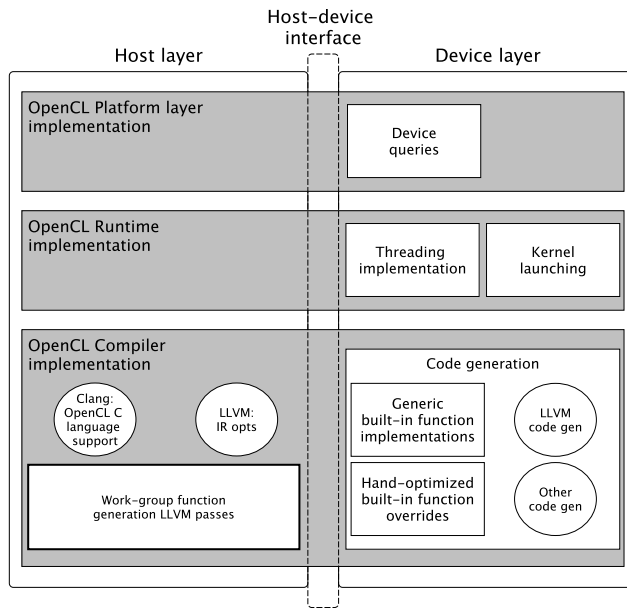 Host-device
interface
Host layer
Device layer
OpenCL Platform layer
implementation
Device
queries
OpenCL Runtime
implementation
Threading
implementation
Kernel
launching
OpenCL Compiler
implementation
Clang:
OpenCL C
language
support
LLVM:
IR opts
Work-group function
generation LLVM passes
Code generation
Generic
built-in function
implementations
LLVM
code gen
Hand-optimized
built-in function
overrides
Other
code gen